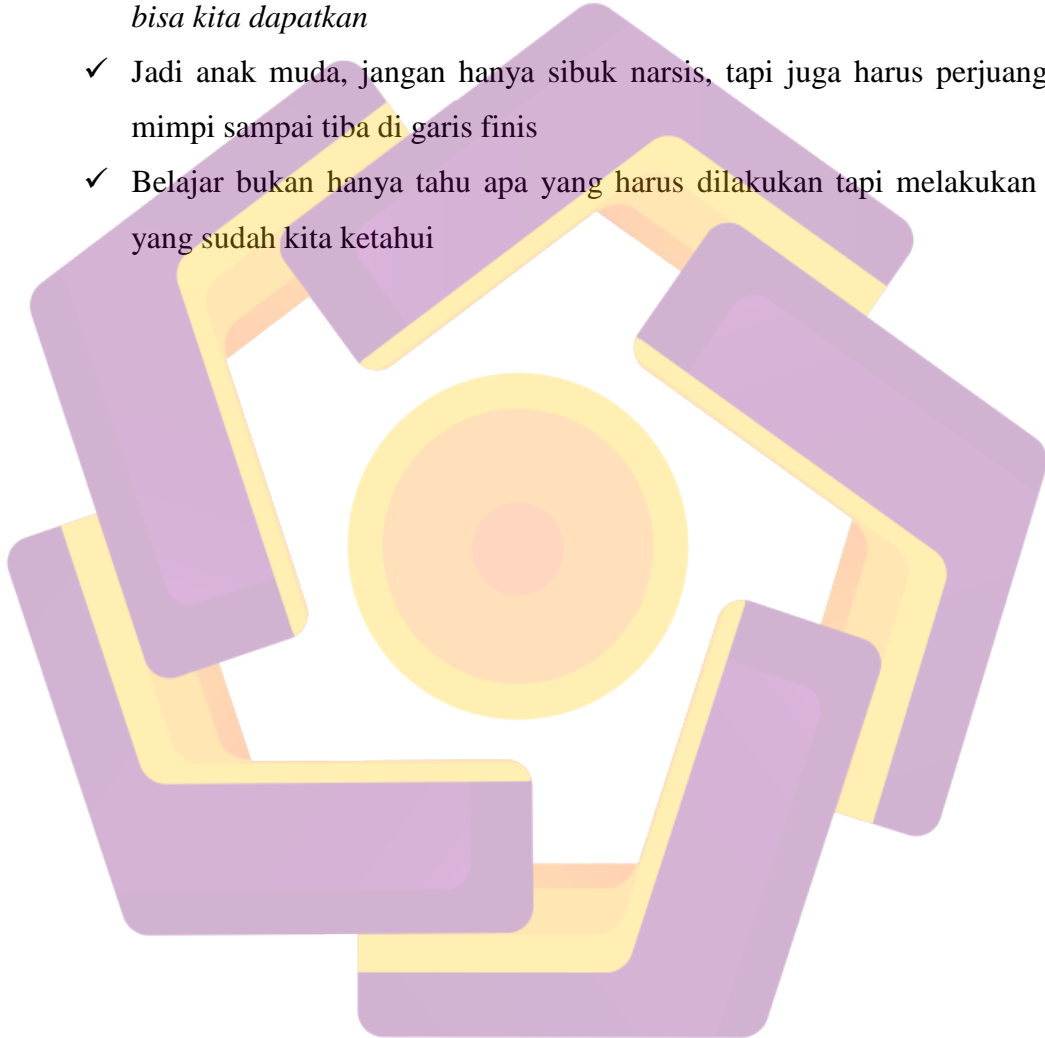 bisa kita dapatkan
✓ Jadi anak muda, jangan hanya sibuk narsis, tapi juga harus perjuang
mimpi sampai tiba di garis finis
✓ Belajar bukan hanya tahu apa yang harus dilakukan tapi melakukan
yang sudah kita ketahui